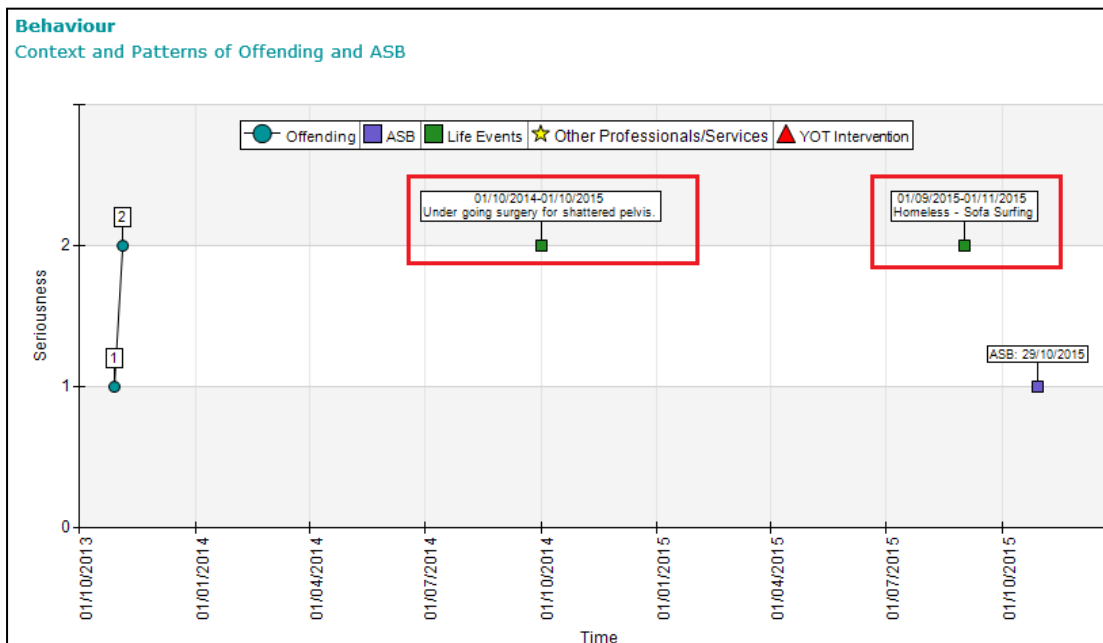 Behaviour
Context and Patterns of Offending and ASB
Offending ASB Life Events Other Professionals/Services YOT Intervention
01/10/2014-01/10/2015
Under going surgery for shattered pelvis.
01/09/2015-01/11/2015
Homeless - Sofa Surfing
2
2
Seriousness
1
ASB: 29/10/2015
1
0
01/10/2013
01/01/2014
01/04/2014
01/07/2014
01/10/2014
01/01/2015
01/04/2015
01/07/2015
01/10/2015
Time